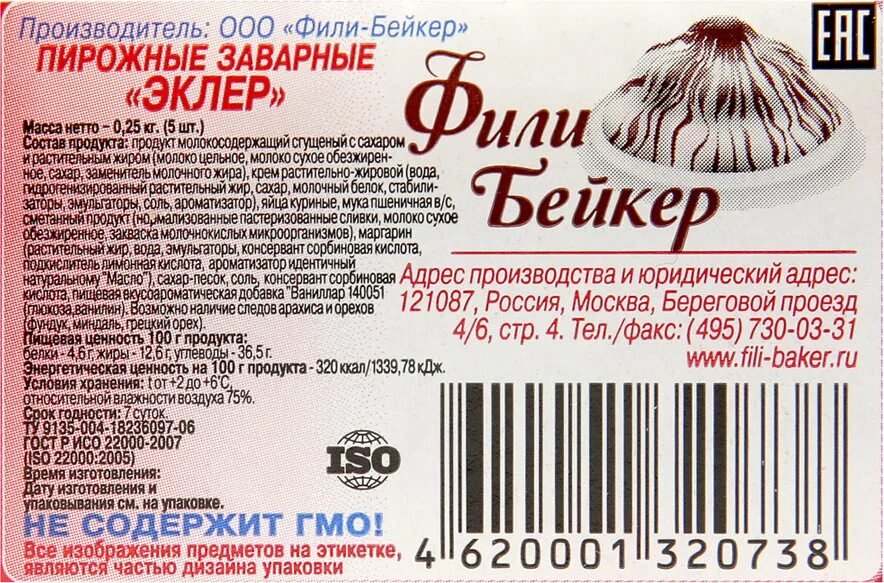 Производитель: ООО «Фили-Бейкер»
ПИРОЖНЫЕ ЗАВАРНЫЕ
«ЭКЛЕР»
Масса нетто - 0,25 кг. (5 шт.)
Состав продукта: продукт молокосодержащий сгущеный с сахаром
и растительным жиром (молоко цельное, молоко сухое обезжирен-
ное, сахар, заменитель молочного жира), крем растительно-жировой (вода,
гидрогенизированный растительный жир, сахар, молочный белок, стабили-
заторы, эмульгаторы, соль, ароматизатор), яйца куриные, мука пшеничная в/с,
сметанный продукт (нормализованные пастеризованные сливки, молоко сухое
обезжиренное, закваска молочнокислых микроорганизмов), маргарин
(растительный жир, вода, эмульгаторы, консервант сорбиновая кислота,
подкислитель лимонная кислота, ароматизатор идентичный
натуральному "Масло"), сахар-песок, соль, консервант сорбиновая
кислота, пищевая вкусоароматическая добавка "Ваниллар 140051
(глюкоза,ванилин). Возможно наличие следов арахиса и орехов
(фундук, миндаль, грецкий орех).
Пищевая ценность 100 г продукта:
белки - 4,6 г, жиры - 12,6 г, углеводы - 36,5 г.
Энергетическая ценность на 100 г продукта - 320 ккал/1339,78 кДж.
Условия хранения: t от +2 до +6°С,
относительной влажности воздуха 75%.
Срок годности: 7 суток.
ТУ 9135-004-18236097-06
ГОСТ Р ИСО 22000-2007
(ISO 22000:2005)
Время изготовления:
Дату изготовления и
упаковывания см. на упаковке.
НЕ СОДЕРЖИТ ГМО!
Все изображения предметов на этикетке,
являются частью дизайна упаковки
ISO
EAC
Фили
Бейкер
Адрес производства и юридический адрес:
121087, Россия, Москва, Береговой проезд
4/6, стр. 4. Тел./факс: (495) 730-03-31
www.fili-baker.ru
4 620001 320738